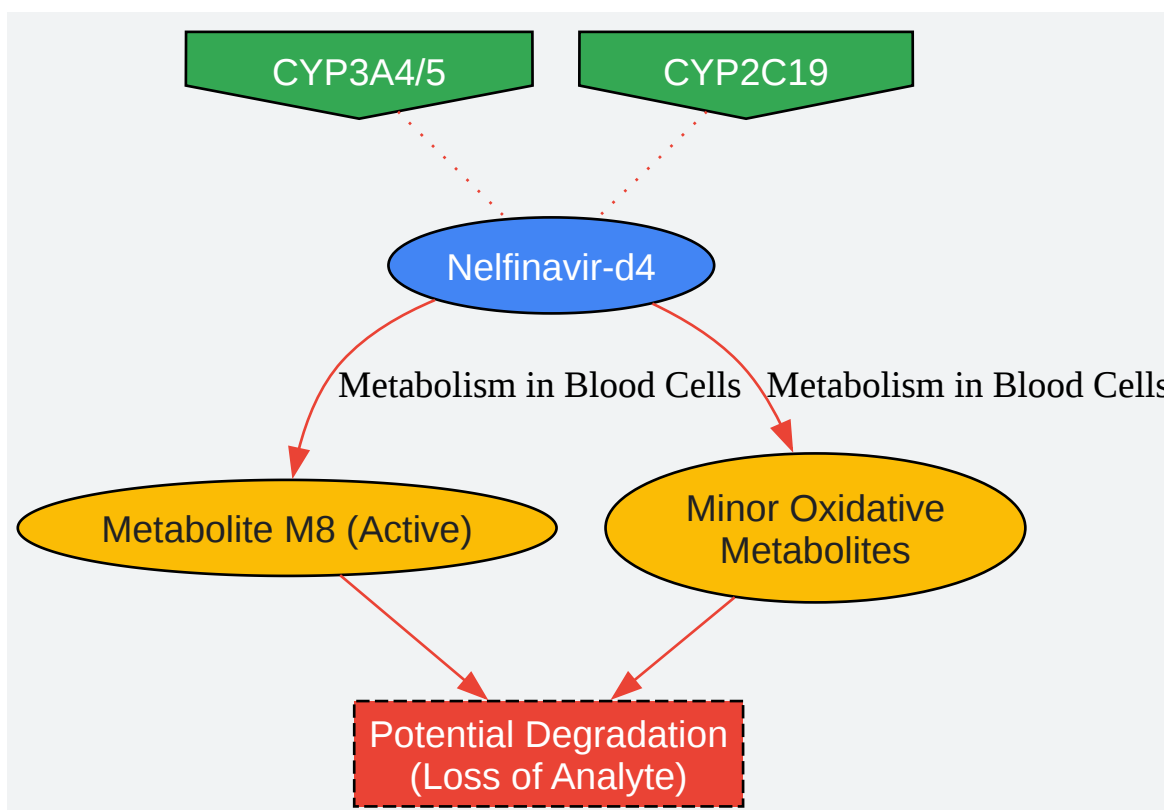 CYP3A4/5
CYP2C19
Nelfinavir-d4
Metabolism in Blood Cells
Metabolism in Blood Cells
Metabolite M8 (Active)
Minor Oxidative
Metabolites
Potential Degradation
(Loss of Analyte)